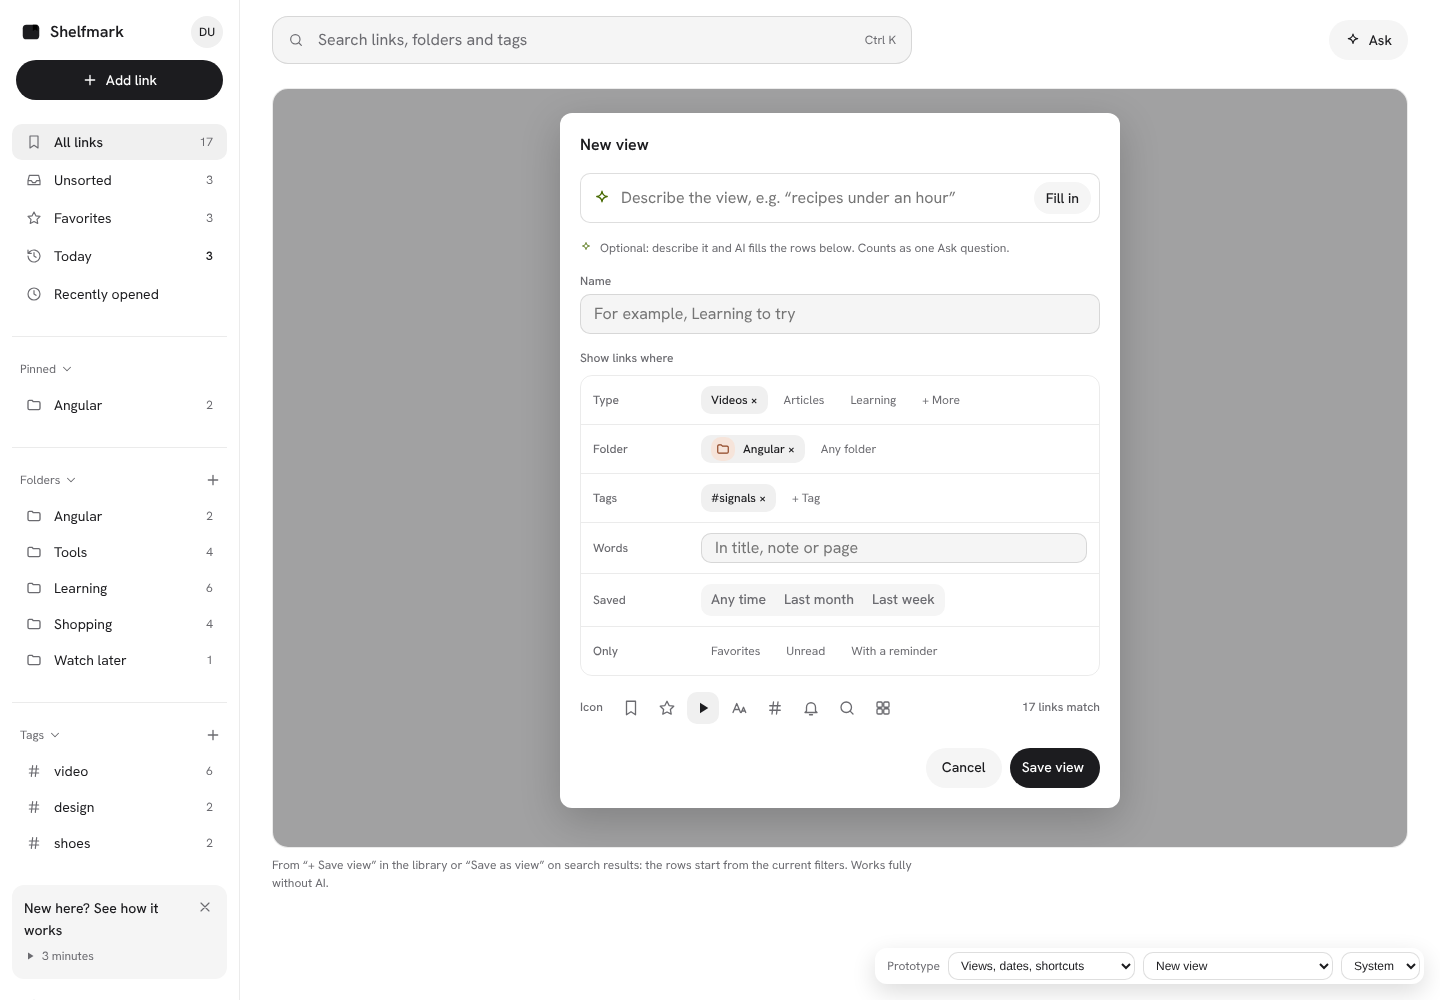 Shelfmark
DU
Add link
All links 17
Unsorted 3
Favorites 3
Today 3
Recently opened
Pinned
Angular 2
Folders
Angular 2
Tools 4
Learning 6
Shopping 4
Watch later 1
Tags
# video 6
# design 2
# shoes 2
New here? See how it
works
3 minutes
Search links, folders and tags Ctrl K
Ask
New view
Describe the view, e.g. “recipes under an hour” Fill in
Optional: describe it and AI fills the rows below. Counts as one Ask question.
Name
For example, Learning to try
Show links where
Type Videos × Articles Learning + More
Folder Angular × Any folder
Tags #signals × + Tag
Words In title, note or page
Saved Any time Last month Last week
Only Favorites Unread With a reminder
Icon AA # 17 links match
Cancel Save view
From “+ Save view” in the library or “Save as view” on search results: the rows start from the current filters. Works fully
without AI.
Prototype Views, dates, shortcuts New view System